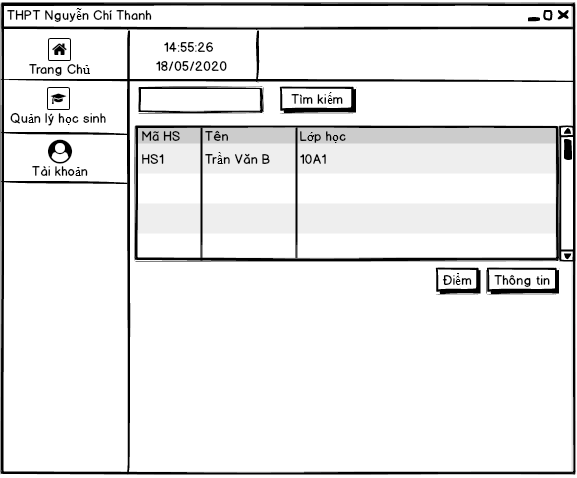 THPT Nguyễn Chí Thanh
Trang Chủ
14:55:26
18/05/2020
Quản lý học sinh
Tài khoản
Tìm kiếm
Mã HS Tên Lớp học
HS1 Trần Văn B 10A1
Điểm Thông tin